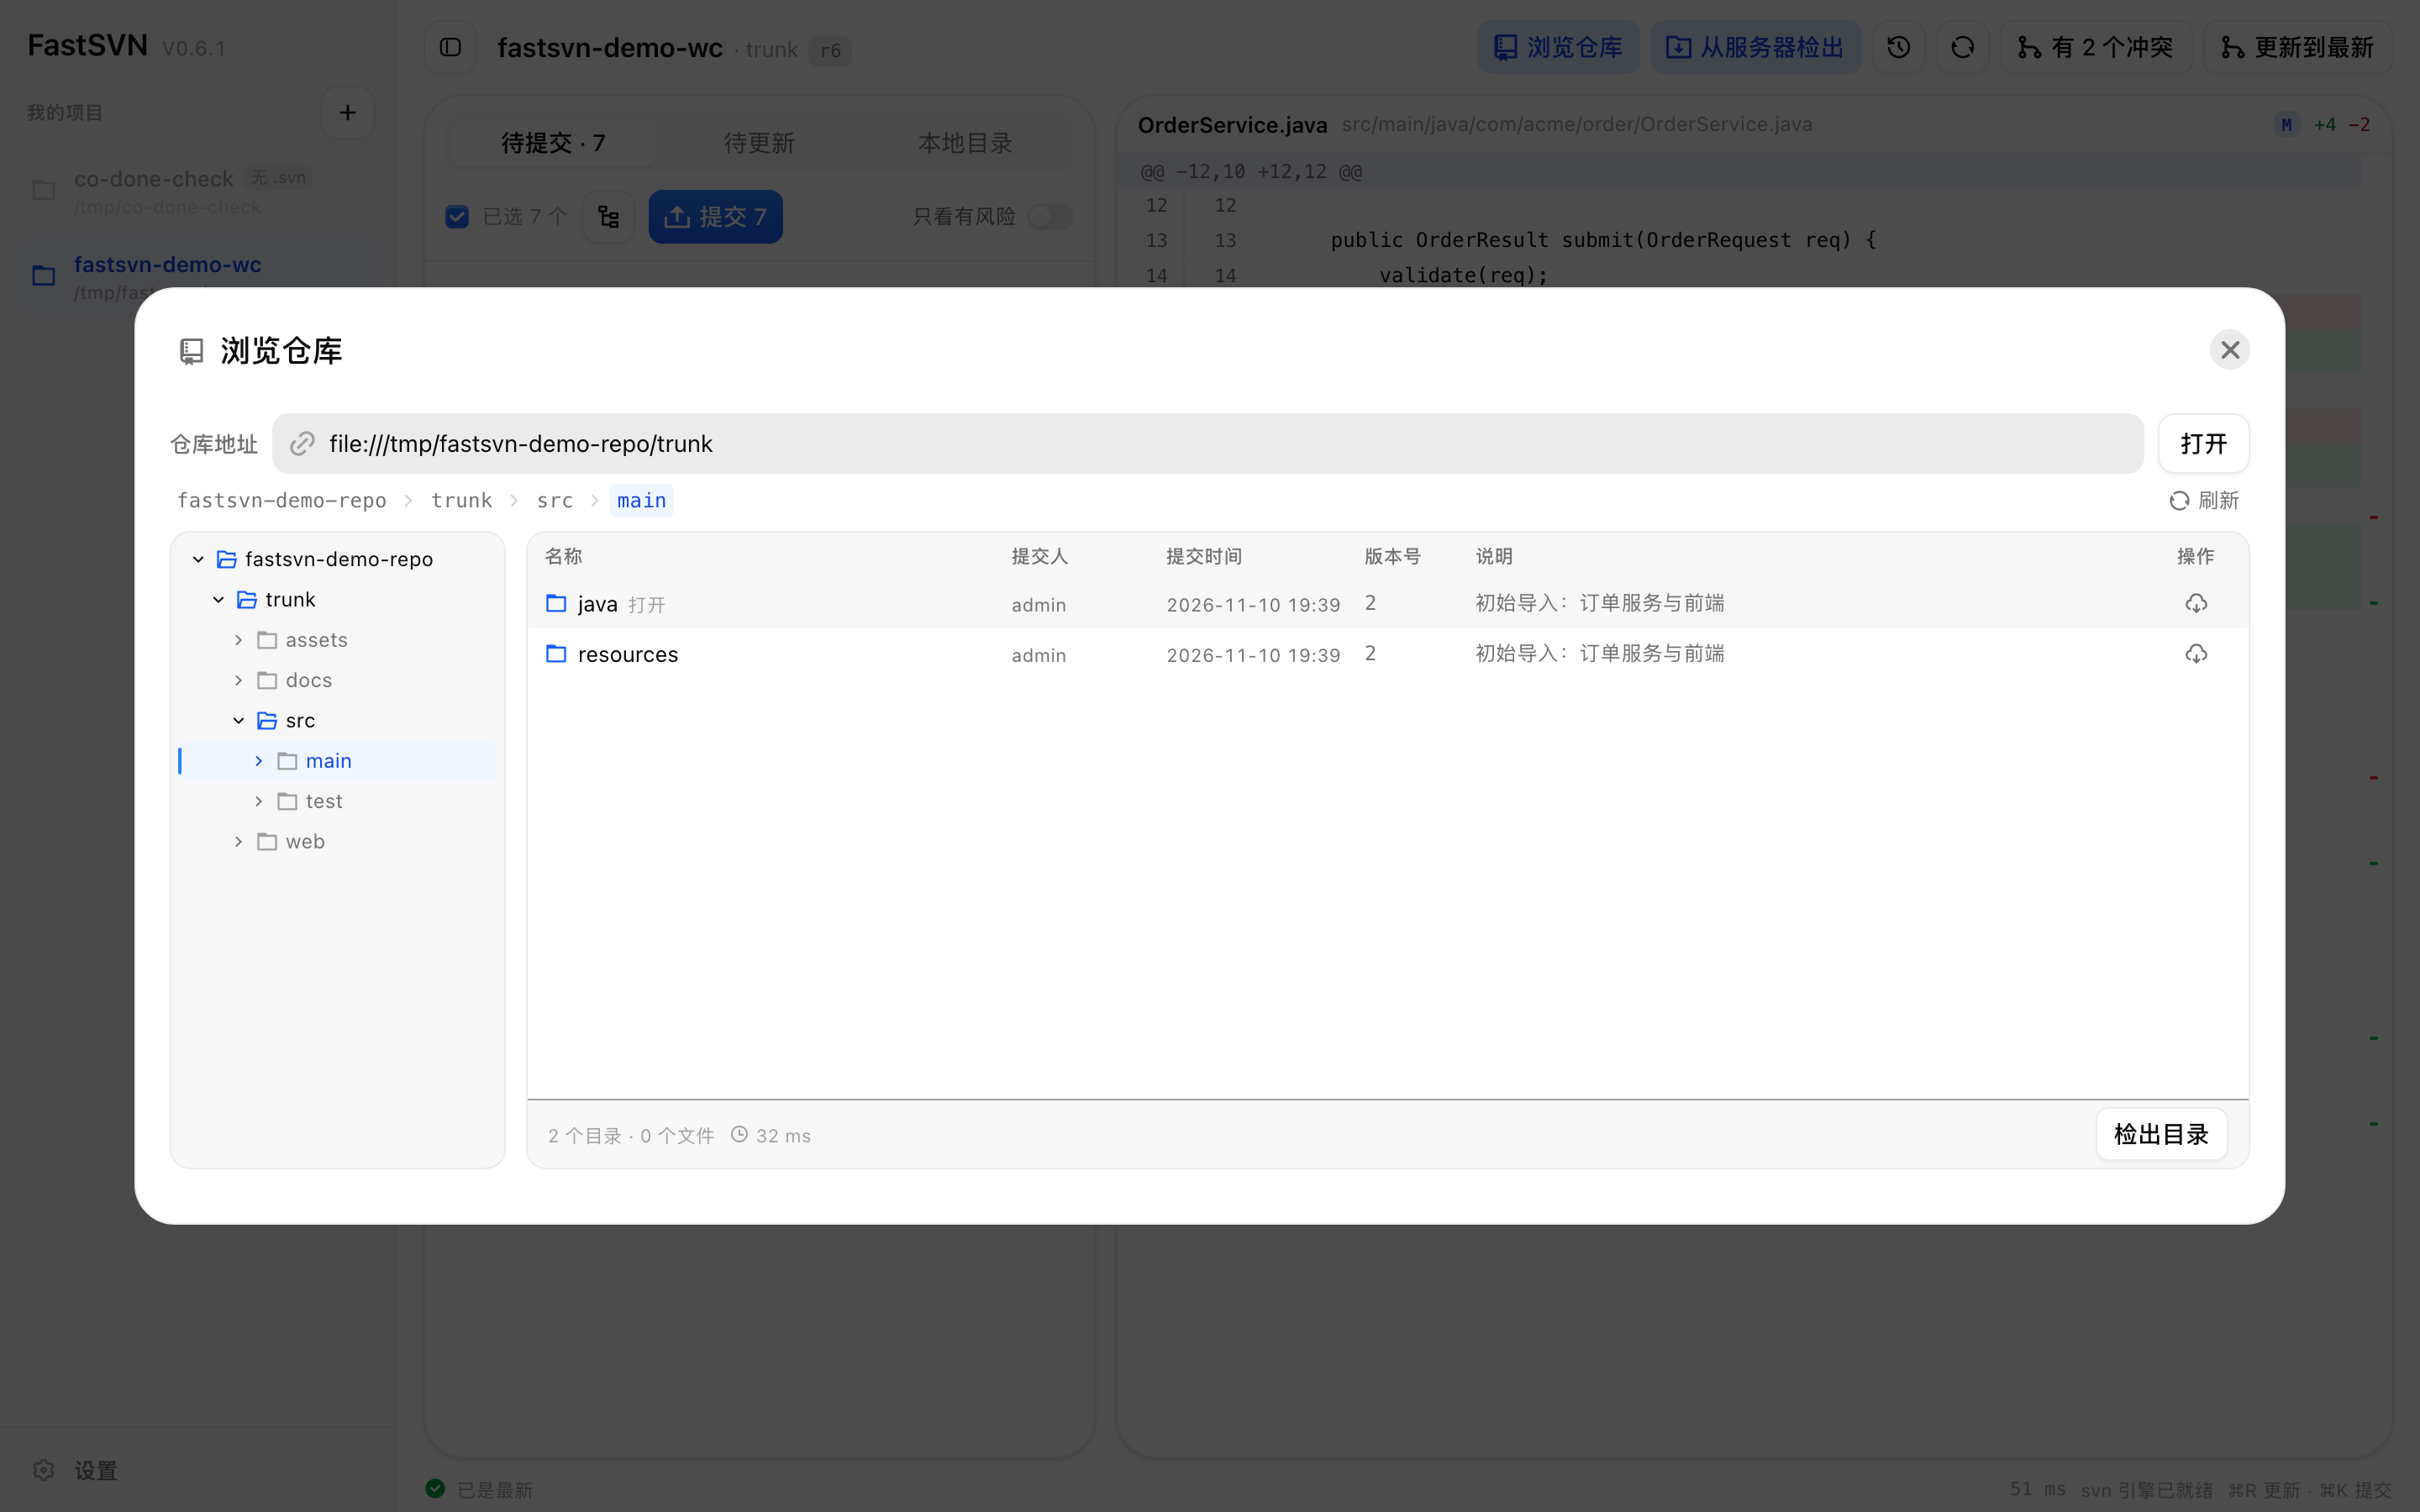 FastSVN V0.6.1
我的项目
co-done-check 无 .svn
/tmp/co-done-check
fastsvn-demo-wc
设置
fastsvn-demo-wc · trunk r6
浏览仓库
从服务器检出
有 2 个冲突
更新到最新
待提交 · 7
待更新
本地目录
已选 7 个
提交 7
只看有风险
OrderService.java src/main/java/com/acme/order/OrderService.java M +4 −2
@@ −12,10 +12,12 @@
12 12
13 13 public OrderResult submit(OrderRequest req) {
14 14 validate(req);
浏览仓库
仓库地址 file:///tmp/fastsvn-demo-repo/trunk 打开
fastsvn-demo-repo > trunk > src > main
刷新
fastsvn-demo-repo
trunk
assets
docs
src
main
test
web
名称 提交人 提交时间 版本号 说明 操作
java 打开 admin 2026-11-10 19:39 2 初始导入：订单服务与前端
resources admin 2026-11-10 19:39 2 初始导入：订单服务与前端
2 个目录 · 0 个文件 32 ms
检出目录
已是最新
51 ms svn 引擎已就绪 ⌘R 更新 · ⌘K 提交